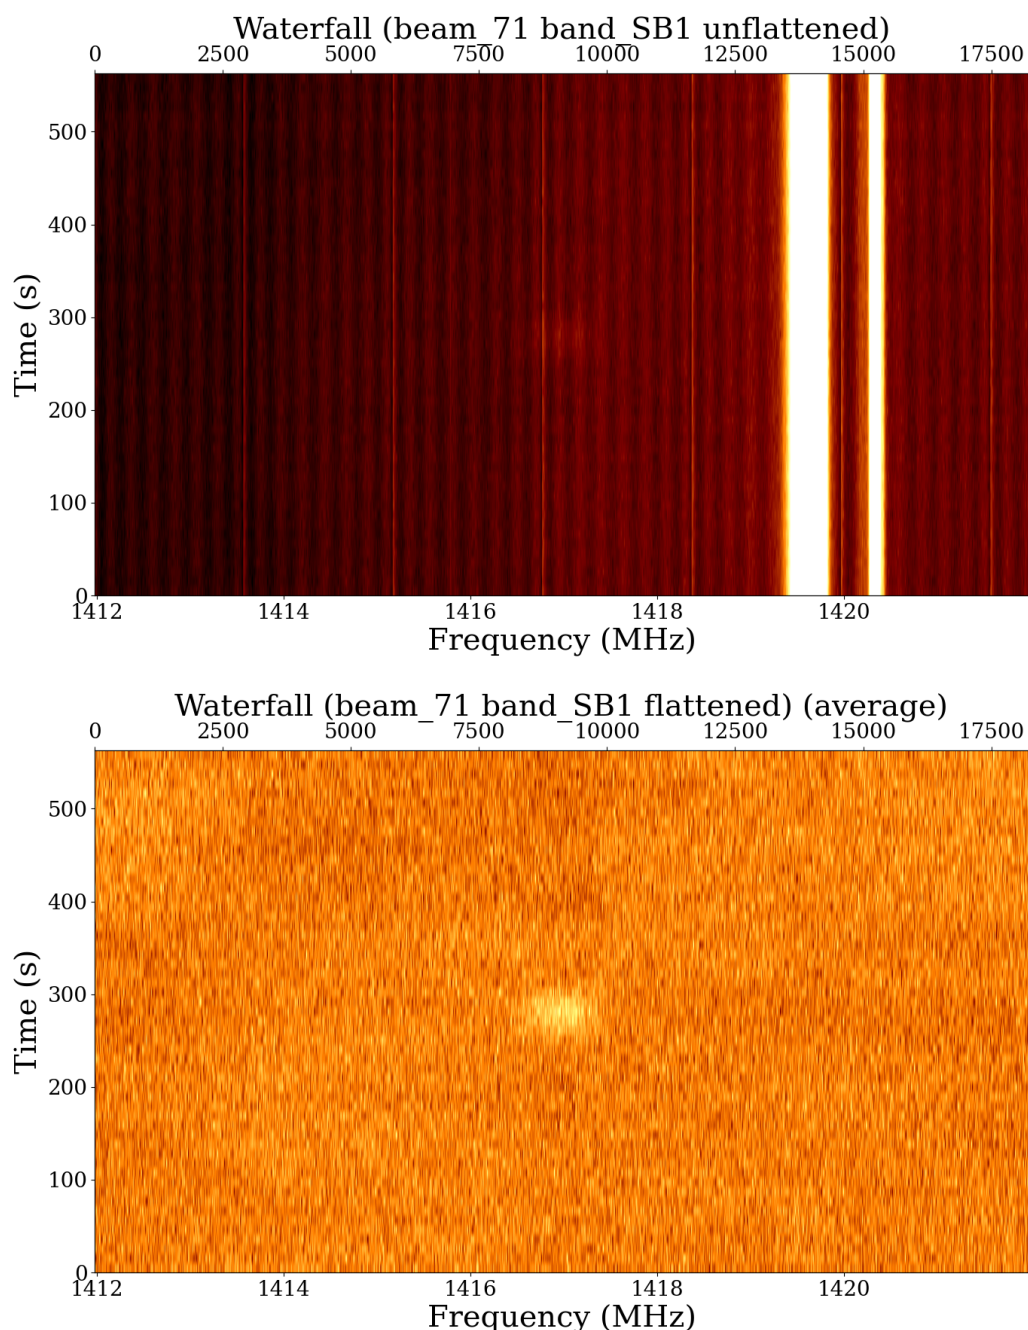 Waterfall (beam_71 band_SB1 unflattened)
0 2500 5000 7500 10000 12500 15000 17500
500
400
300
200
100
0
Time (s)
1412 1414 1416 1418 1420
Frequency (MHz)
Waterfall (beam_71 band_SB1 flattened) (average)
0 2500 5000 7500 10000 12500 15000 17500
500
400
300
200
100
0
Time (s)
1412 1414 1416 1418 1420
Frequency (MHz)